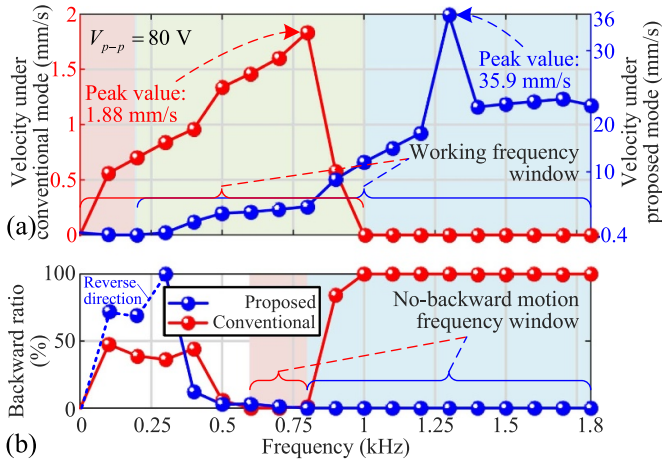 (a)
Velocity under
conventional mode (mm/s)
2
1.5
1
0.5
0
V_{p−p} = 80 V
Peak value:
1.88 mm/s
Peak value:
35.9 mm/s
Working frequency
window
36
30
20
10
-0.4
Velocity under
proposed mode (mm/s)
(b)
Backward ratio
(%)
100
50
0
Reverse
direction
Proposed
Conventional
No-backward motion
frequency window
0 0.25 0.5 0.75 1 1.25 1.5 1.8
Frequency (kHz)